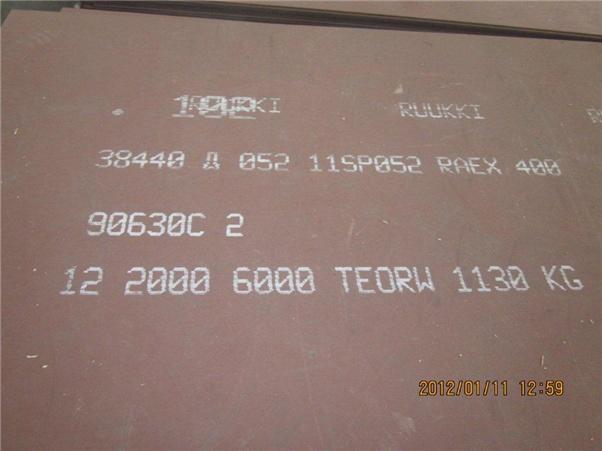 RUUKKI RUUKKI R
38440 052 11SP052 RAEX 400
90630C 2
12 2000 6000 TEORW 1130 KG
2012/01/11 12:59